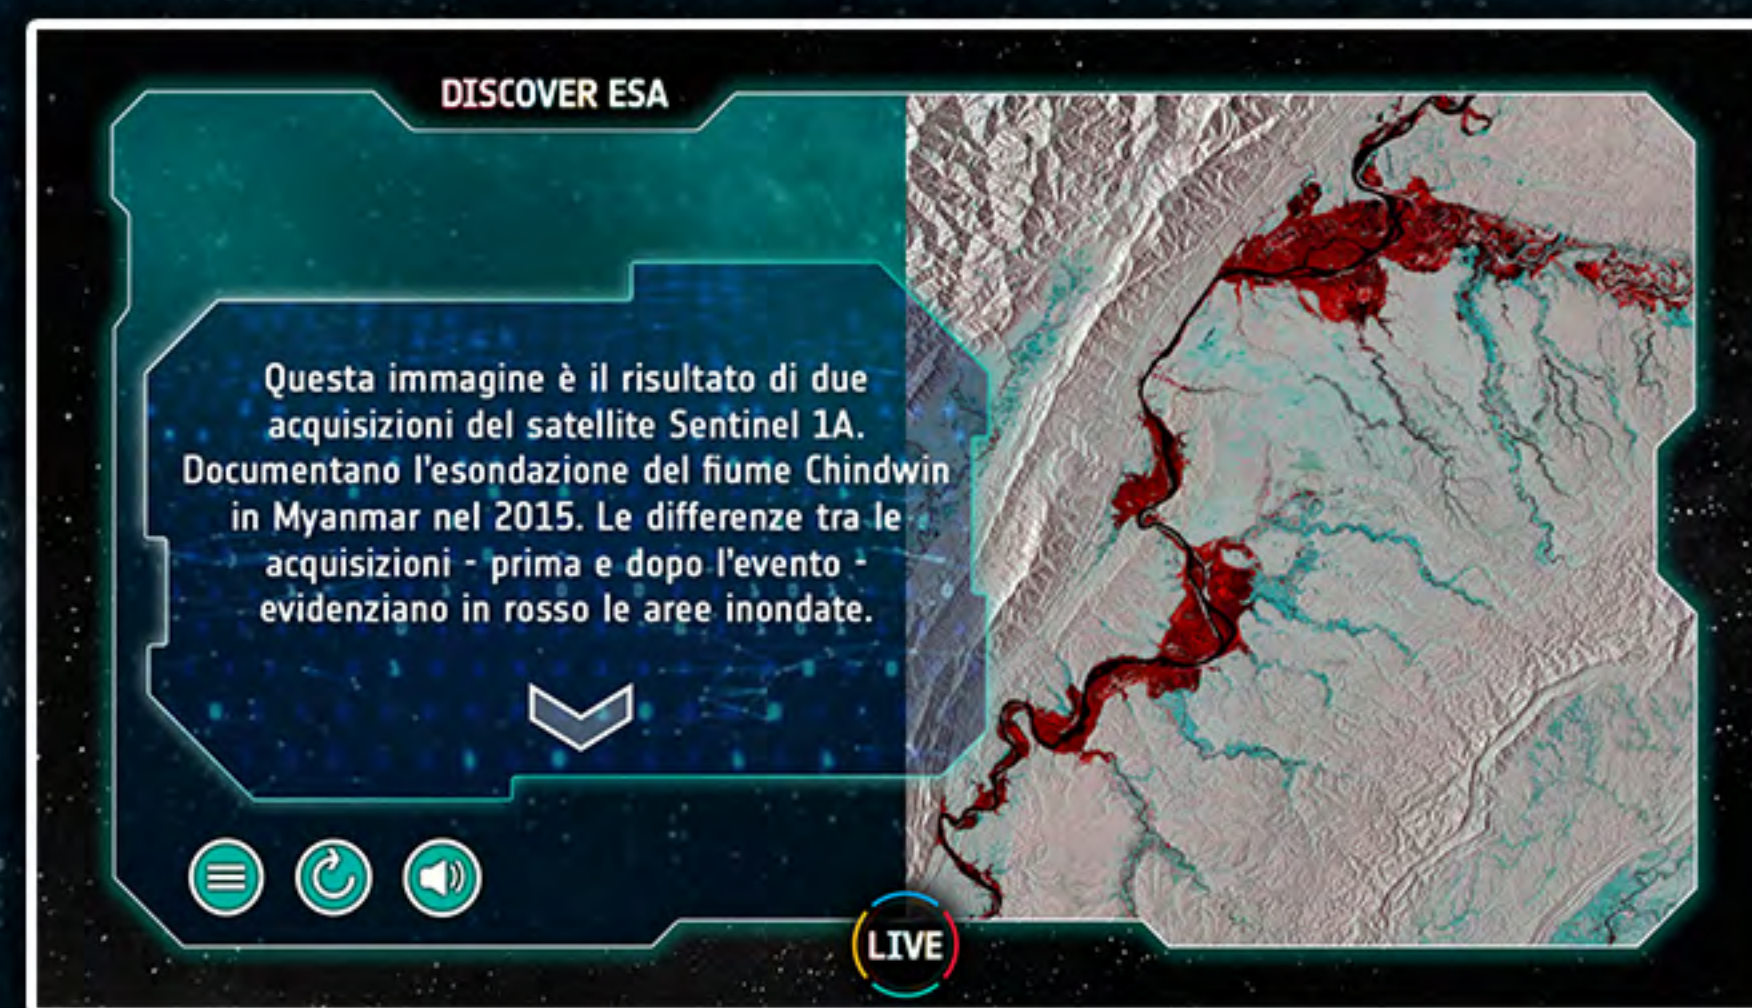 DISCOVER ESA
Questa immagine è il risultato di due
acquisizioni del satellite Sentinel 1A.
Documentano l'esondazione del fiume Chindwin
in Myanmar nel 2015. Le differenze tra le
acquisizioni - prima e dopo l'evento -
evidenziano in rosso le aree inondate.
LIVE